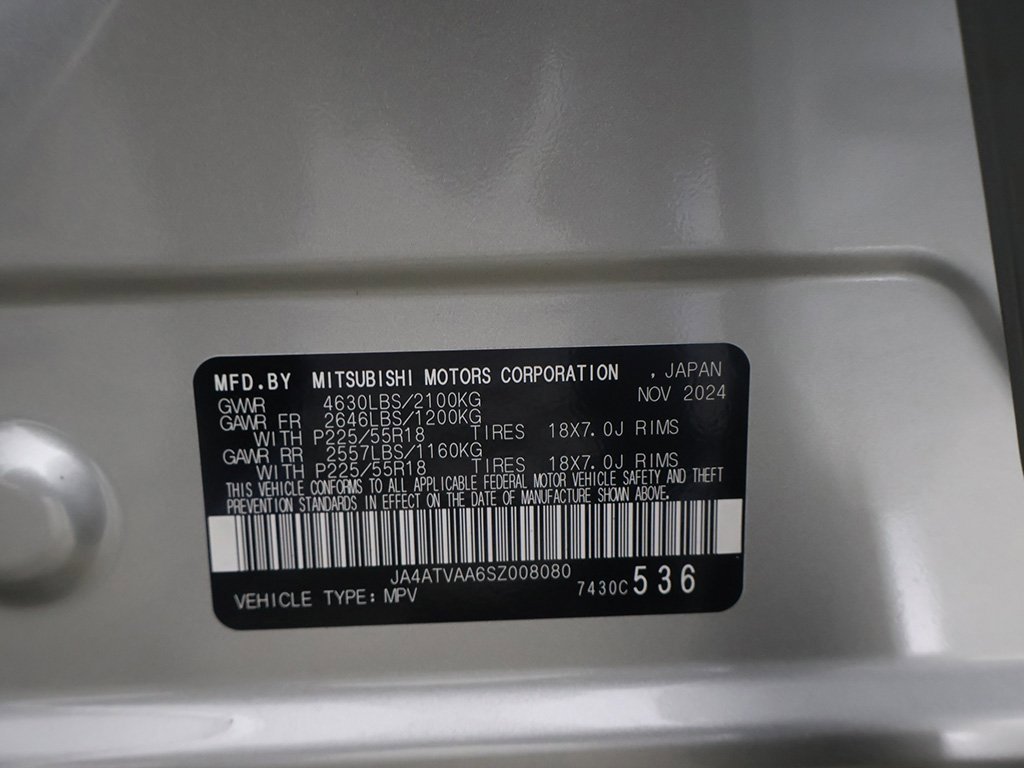 MFD.BY MITSUBISHI MOTORS CORPORATION , JAPAN
NOV 2024
GVWR 4630LBS/2100KG
GAWR FR 2646LBS/1200KG
WITH P225/55R18 TIRES 18X7.0J RIMS
GAWR RR 2557LBS/1160KG
WITH P225/55R18 TIRES 18X7.0J RIMS
THIS VEHICLE CONFORMS TO ALL APPLICABLE FEDERAL MOTOR VEHICLE SAFETY AND THEFT
PREVENTION STANDARDS IN EFFECT ON THE DATE OF MANUFACTURE SHOWN ABOVE.
JA4ATVAA6SZ008080
VEHICLE TYPE: MPV 7430C 536